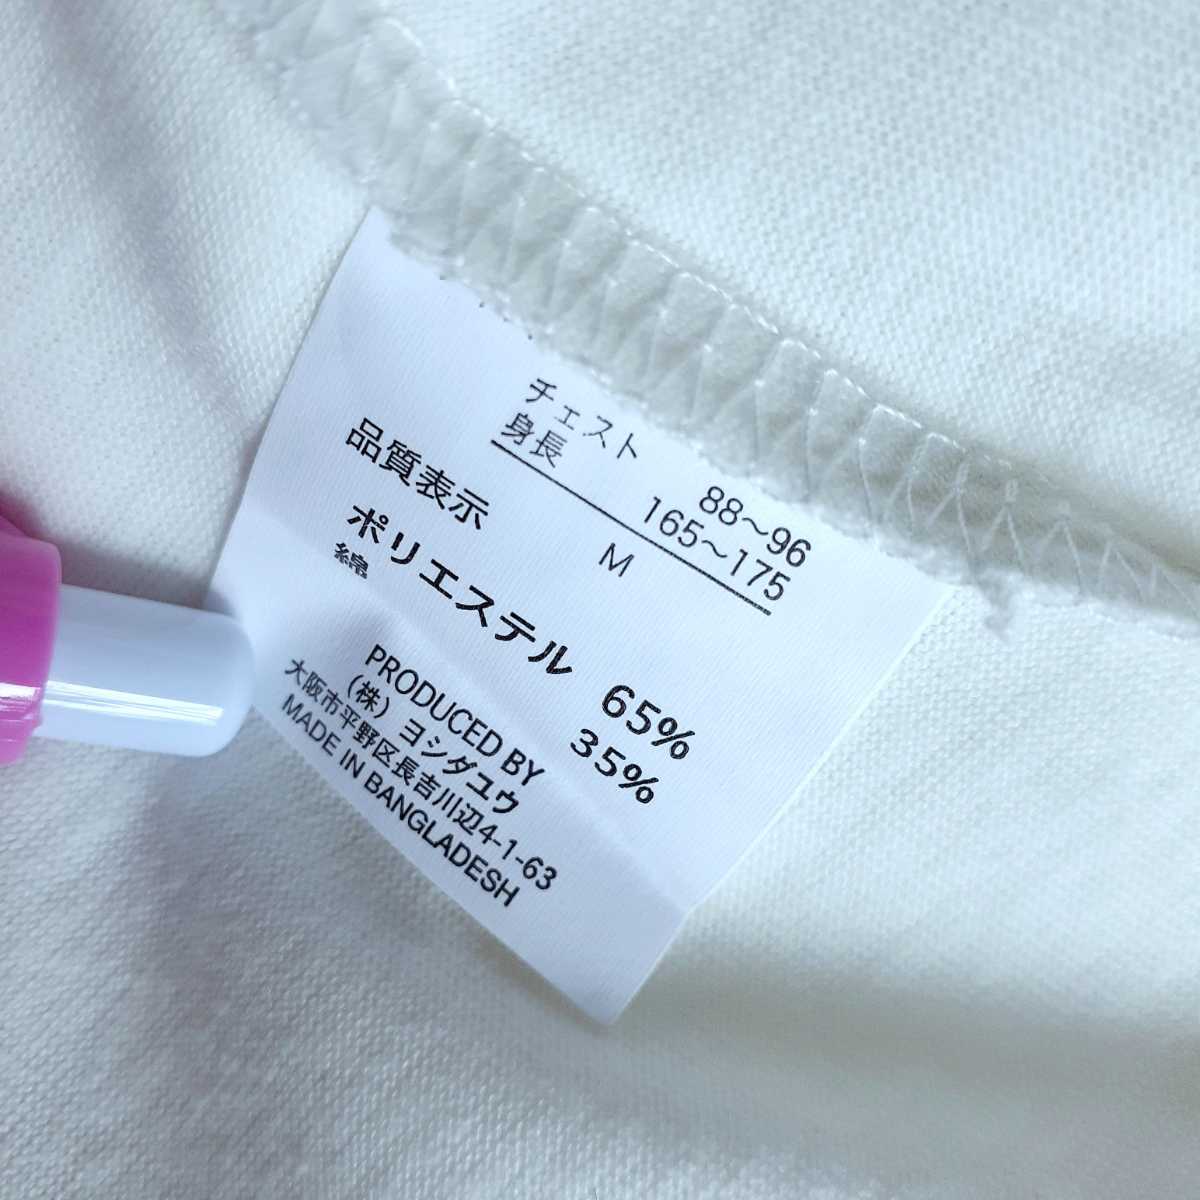 チェスト 88～96
身長 165～175
M
品質表示
ポリエステル 65%
綿 35%
PRODUCED BY
(株) ヨシダユウ
大阪市平野区長吉川辺4-1-63
MADE IN BANGLADESH